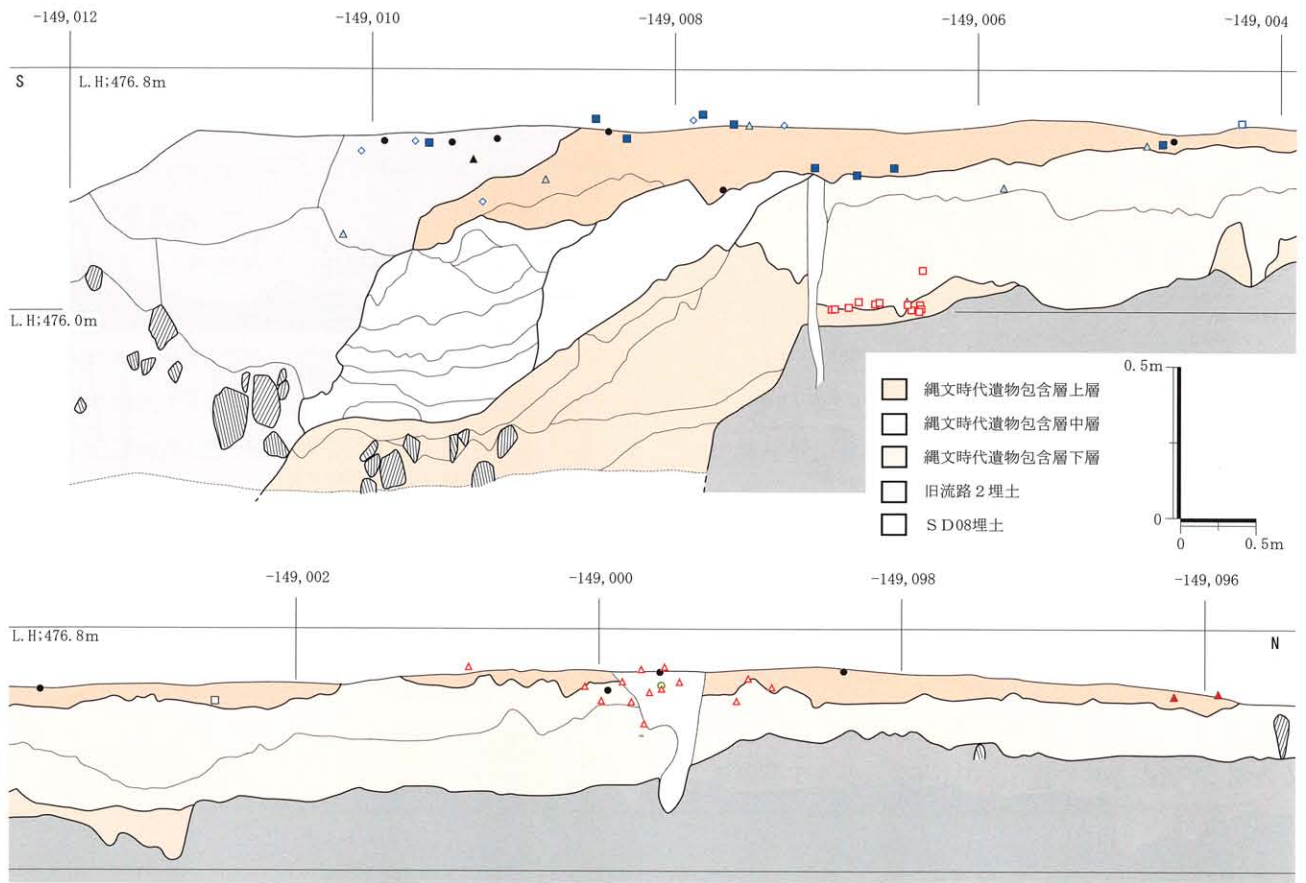 -149,012
-149,010
-149,008
-149,006
-149,004
S
L.H;476.8m
L.H;476.0m
0.5m
縄文時代遺物包含層上層
縄文時代遺物包含層中層
縄文時代遺物包含層下層
旧流路2埋土
SD08埋土
0
0
0.5m
-149,002
-149,000
-149,098
-149,096
L.H;476.8m
N